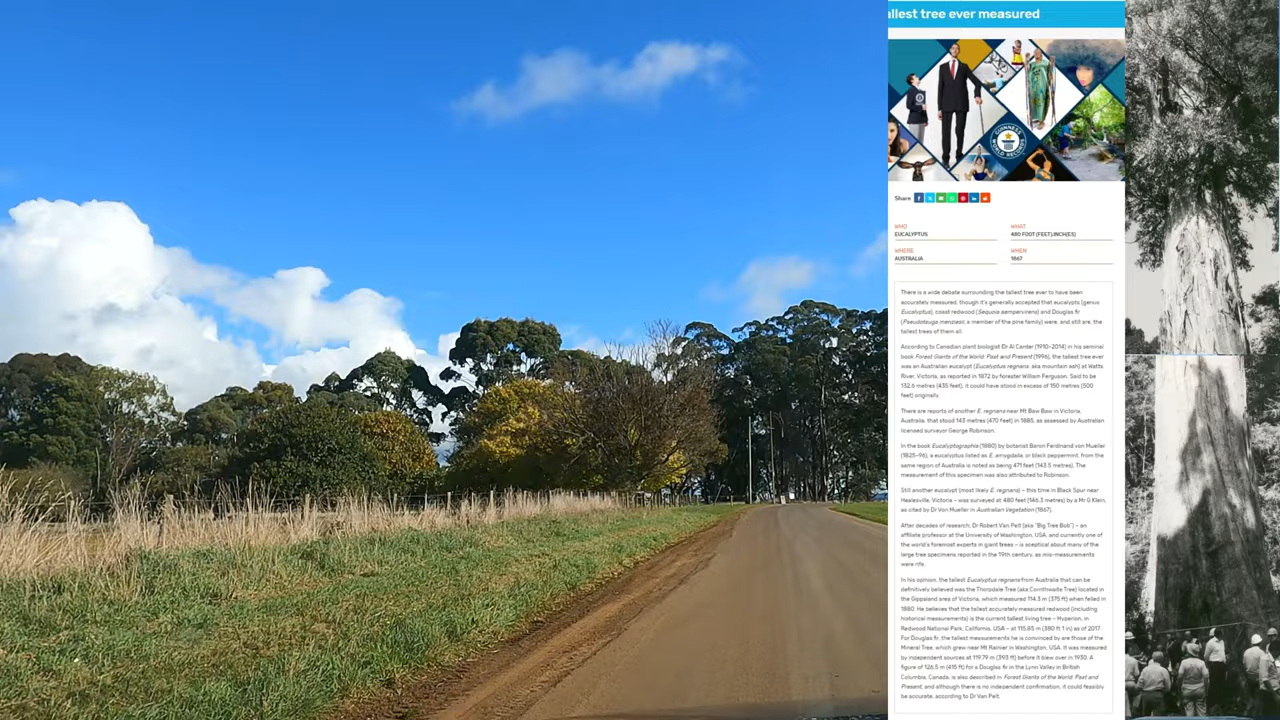 allest tree ever measured
GUINNESS
WORLD RECORDS
Share
WHO
EUCALYPTUS
WHAT
480 FOOT (FEET),INCH(ES)
WHERE
AUSTRALIA
WHEN
1867
There is a wide debate surrounding the tallest tree ever to have been
accurately measured, though it's generally accepted that eucalypts (genus
Eucalyptus), coast redwood (Sequoia sempervirens) and Douglas fir
(Pseudotsuga menziesii, a member of the pine family) were, and still are, the
tallest trees of them all.
According to Canadian plant biologist Dr Al Carder (1910–2014) in his seminal
book Forest Giants of the World: Past and Present (1995), the tallest tree ever
was an Australian eucalypt (Eucalyptus regnans, aka mountain ash) at Watts
River, Victoria, as reported in 1872 by forester William Ferguson. Said to be
132.6 metres (435 feet), it could have stood in excess of 150 metres (500
feet) originally.
There are reports of another E. regnans near Mt Baw Baw in Victoria,
Australia, that stood 143 metres (470 feet) in 1885, as assessed by Australian
licensed surveyor George Robinson.
In the book Eucalyptographia (1880) by botanist Baron Ferdinand von Mueller
(1825–96), a eucalyptus listed as E. amygdalia, or black peppermint, from the
same region of Australia is noted as being 471 feet (143.5 metres). The
measurement of this specimen was also attributed to Robinson.
Still another eucalypt (most likely E. regnans) – this time in Black Spur near
Healesville, Victoria – was surveyed at 480 feet (146.3 metres) by a Mr G Klein,
as cited by Dr Von Mueller in Australian Vegetation (1867).
After decades of research, Dr Robert Van Pelt (aka "Big Tree Bob") – an
affiliate professor at the University of Washington, USA, and currently one of
the world's foremost experts in giant trees – is sceptical about many of the
large tree specimens reported in the 19th century, as mis-measurements
were rife.
In his opinion, the tallest Eucalyptus regnans from Australia that can be
definitively believed was the Thorpdale Tree (aka Cornthwaite Tree) located in
the Gippsland area of Victoria, which measured 114.3 m (375 ft) when felled in
1880. He believes that the tallest accurately measured redwood (including
historical measurements) is the current tallest living tree – Hyperion, in
Redwood National Park, California, USA – at 115.85 m (380 ft 1 in) as of 2017.
For Douglas fir, the tallest measurements he is convinced by are those of the
Mineral Tree, which grew near Mt Rainier in Washington, USA. It was measured
by independent sources at 119.79 m (393 ft) before it blew over in 1930. A
figure of 126.5 m (415 ft) for a Douglas fir in the Lynn Valley in British
Columbia, Canada, is also described in Forest Giants of the World: Past and
Present, and although there is no independent confirmation, it could feasibly
be accurate, according to Dr Van Pelt.